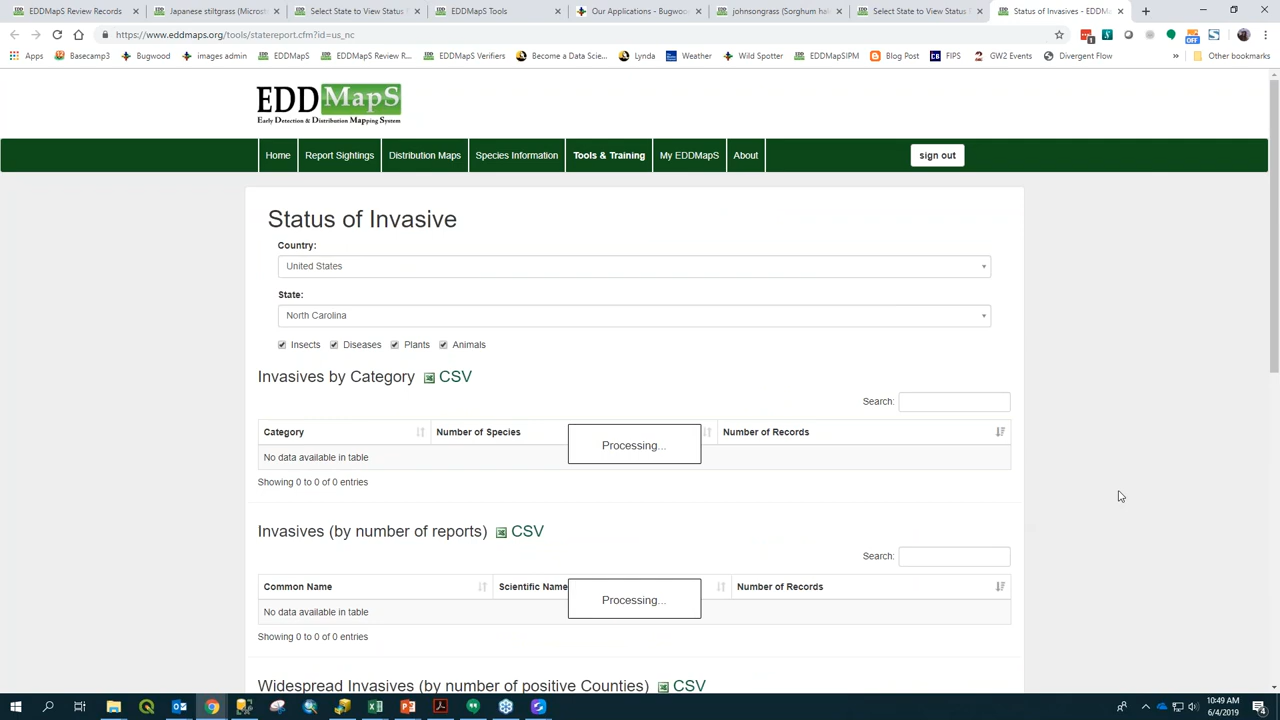 EDDMapS Review Records
Japanese stiltgrass (Microst
Select State to View Status
EDDMapS Tools
Our Applications - Bugwoo
johnsongrass (Sorghum hal
Select State to View Status
Status of Invasives - EDDMa
https://www.eddmaps.org/tools/statereport.cfm?id=us_nc
Apps Basecamp3 Bugwood images admin EDDMapS EDDMapsReview R... EDDMapS Verifiers Become a Data Scie... Lynda Weather Wild Spotter EDDMapSIPM Blog Post FIPS GW2 Events Divergent Flow » Other bookmarks
EDDMapS
Early Detection & Distribution Mapping System
Home Report Sightings Distribution Maps Species Information Tools & Training My EDDMapS About sign out
Status of Invasive
Country:
United States
State:
North Carolina
Insects Diseases Plants Animals
Invasives by Category CSV
Search:
Category Number of Species Number of Records
Processing...
No data available in table
Showing 0 to 0 of 0 entries
Invasives (by number of reports) CSV
Search:
Common Name Scientific Name Number of Records
Processing...
No data available in table
Showing 0 to 0 of 0 entries
Widespread Invasives (by number of positive Counties) CSV
10:49 AM
6/4/2019